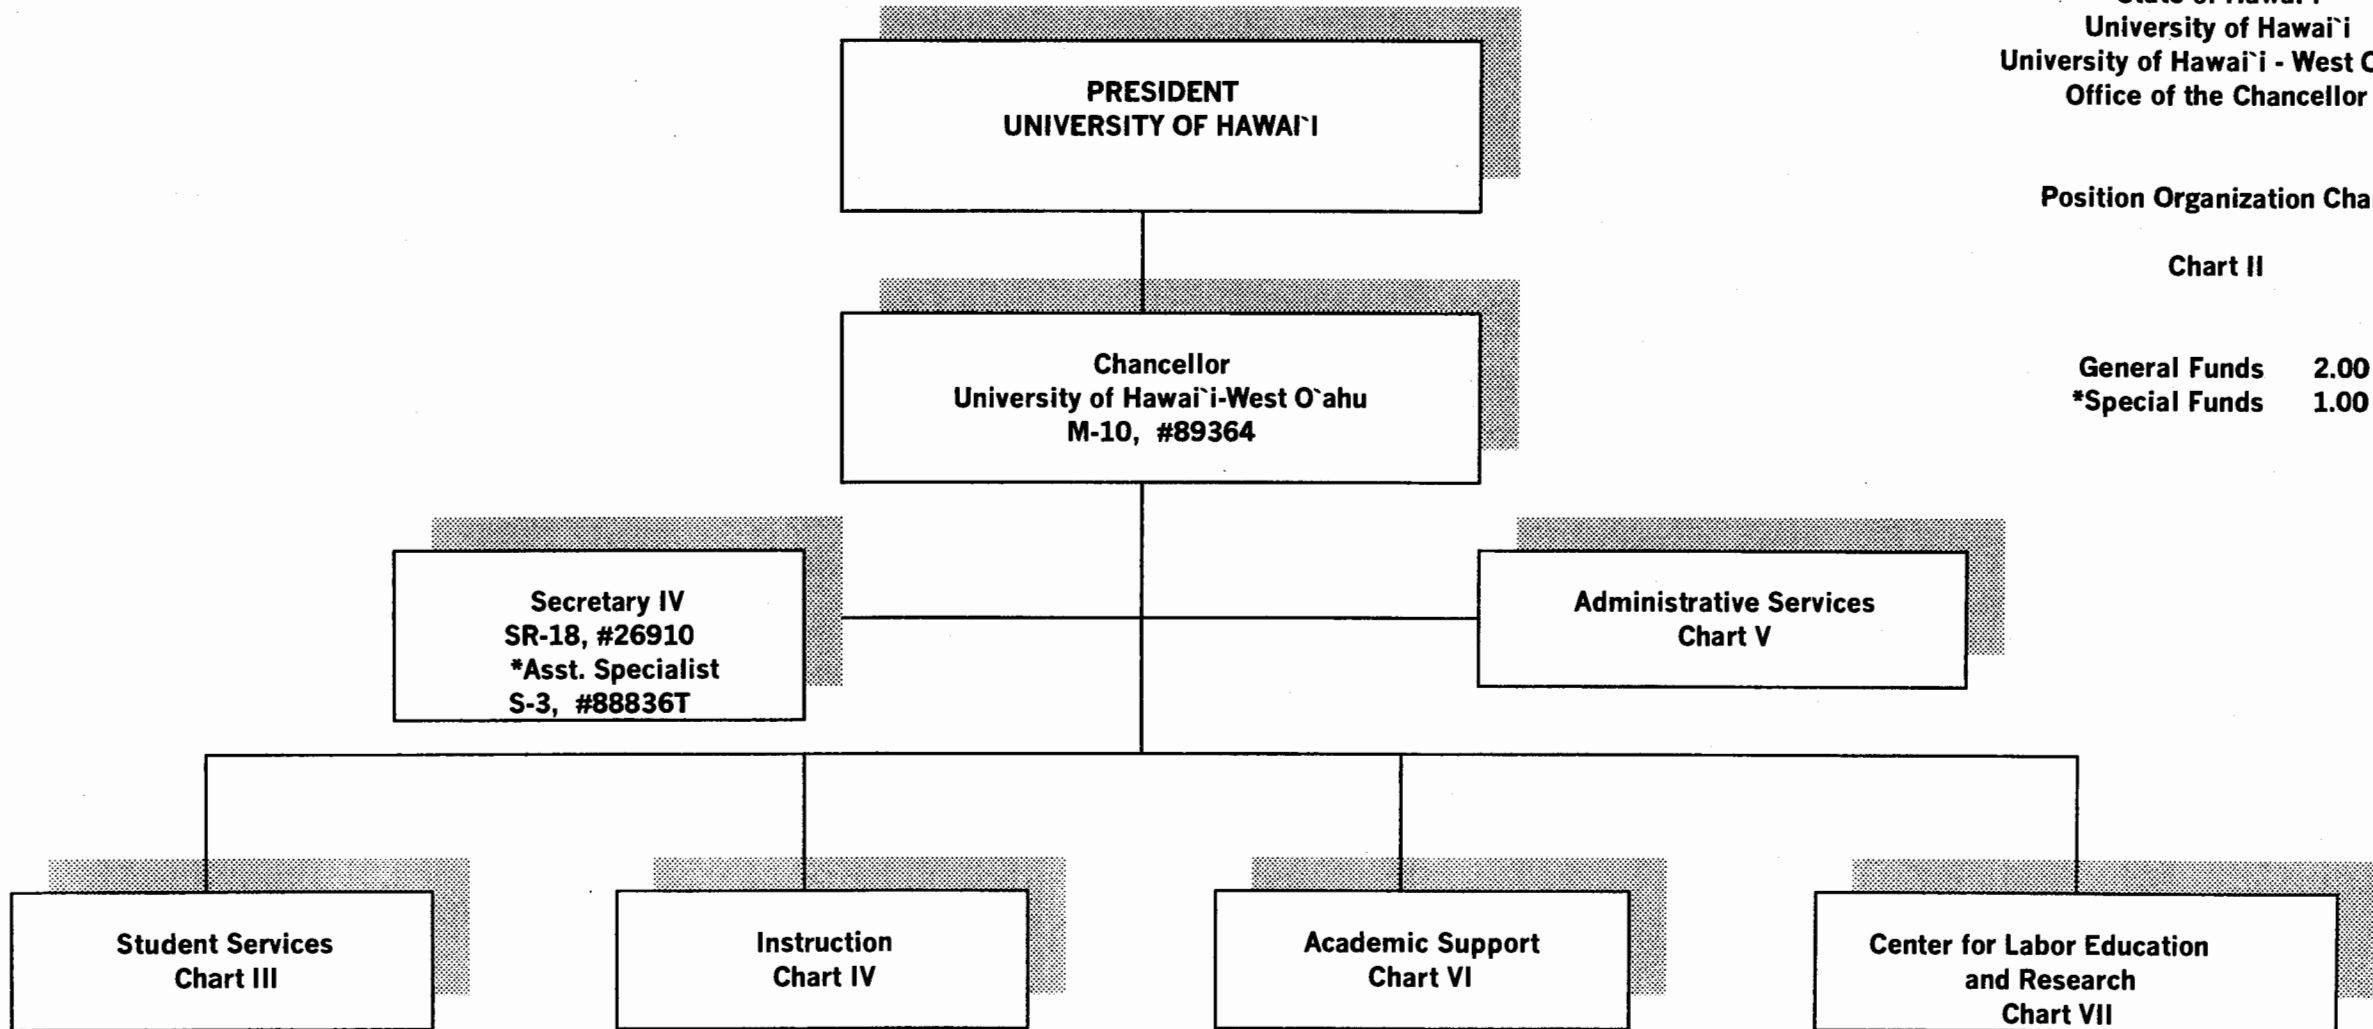 University of Hawai`i
University of Hawai`i - West
Office of the Chancellor
Position Organization
Chart II
General Funds 2.00
*Special Funds 1.00
PRESIDENT
UNIVERSITY OF HAWAI`I
Chancellor
University of Hawai`i-West O`ahu
M-10, #89364
Secretary IV
SR-18, #26910
*Asst. Specialist
S-3, #88836T
Administrative Services
Chart V
Student Services
Chart III
Instruction
Chart IV
Academic Support
Chart VI
Center for Labor Education
and Research
Chart VII